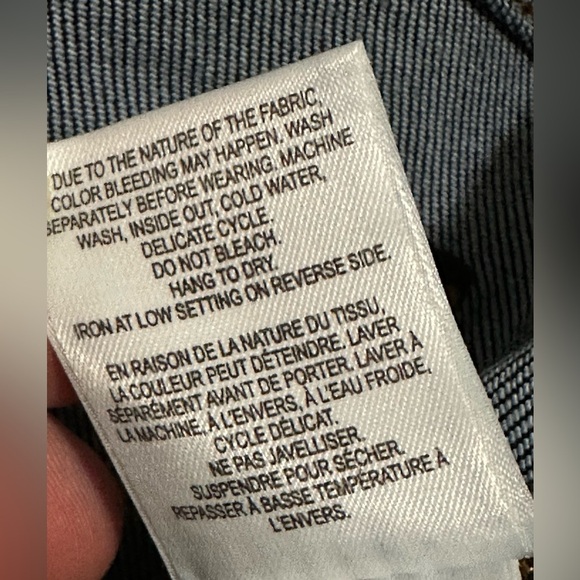 DUE TO THE NATURE OF THE FABRIC,
COLOR BLEEDING MAY HAPPEN. WASH
SEPARATELY BEFORE WEARING. MACHINE
WASH, INSIDE OUT, COLD WATER,
DELICATE CYCLE.
DO NOT BLEACH.
HANG TO DRY.
IRON AT LOW SETTING ON REVERSE SIDE.
EN RAISON DE LA NATURE DU TISSU,
LA COULEUR PEUT DÉTEINDRE. LAVER
SÉPARÉMENT AVANT DE PORTER. LAVER À
LA MACHINE, À L'ENVERS, À L'EAU FROIDE,
CYCLE DÉLICAT.
NE PAS JAVELLISER.
SUSPENDRE POUR SÉCHER.
REPASSER À BASSE TEMPÉRATURE À
L'ENVERS.